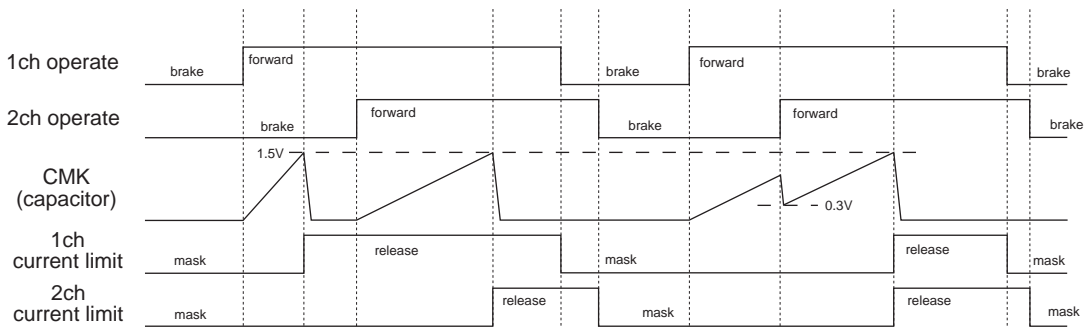 1ch operate
brake
forward
brake
forward
brake
2ch operate
brake
forward
brake
forward
brake
CMK
(capacitor)
1.5V
0.3V
1ch
current limit
mask
release
mask
release
mask
2ch
current limit
mask
release
mask
release
mask